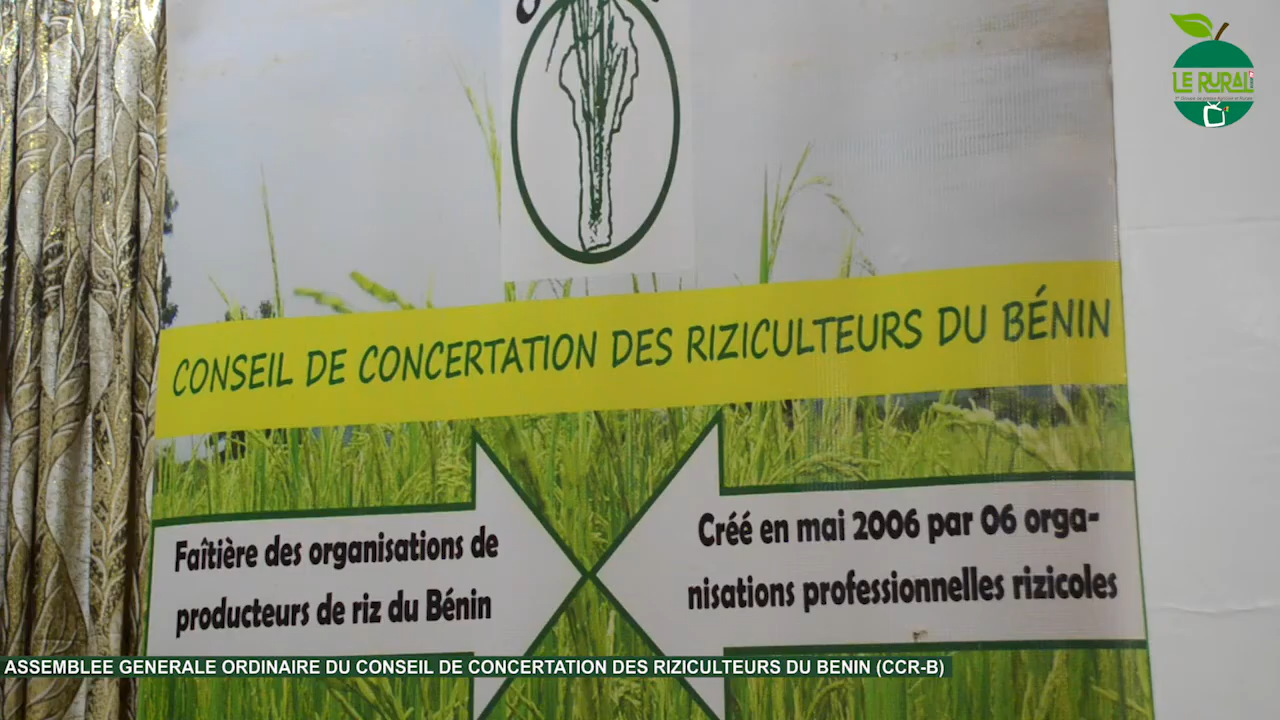 LE RURAL
CONSEIL DE CONCERTATION DES RIZICULTEURS DU BÉNIN
Faîtière des organisations de
producteurs de riz du Bénin
Créé en mai 2006 par 06 orga-
nisations professionnelles rizicoles
ASSEMBLEE GENERALE ORDINAIRE DU CONSEIL DE CONCERTATION DES RIZICULTEURS DU BENIN (CCR-B)